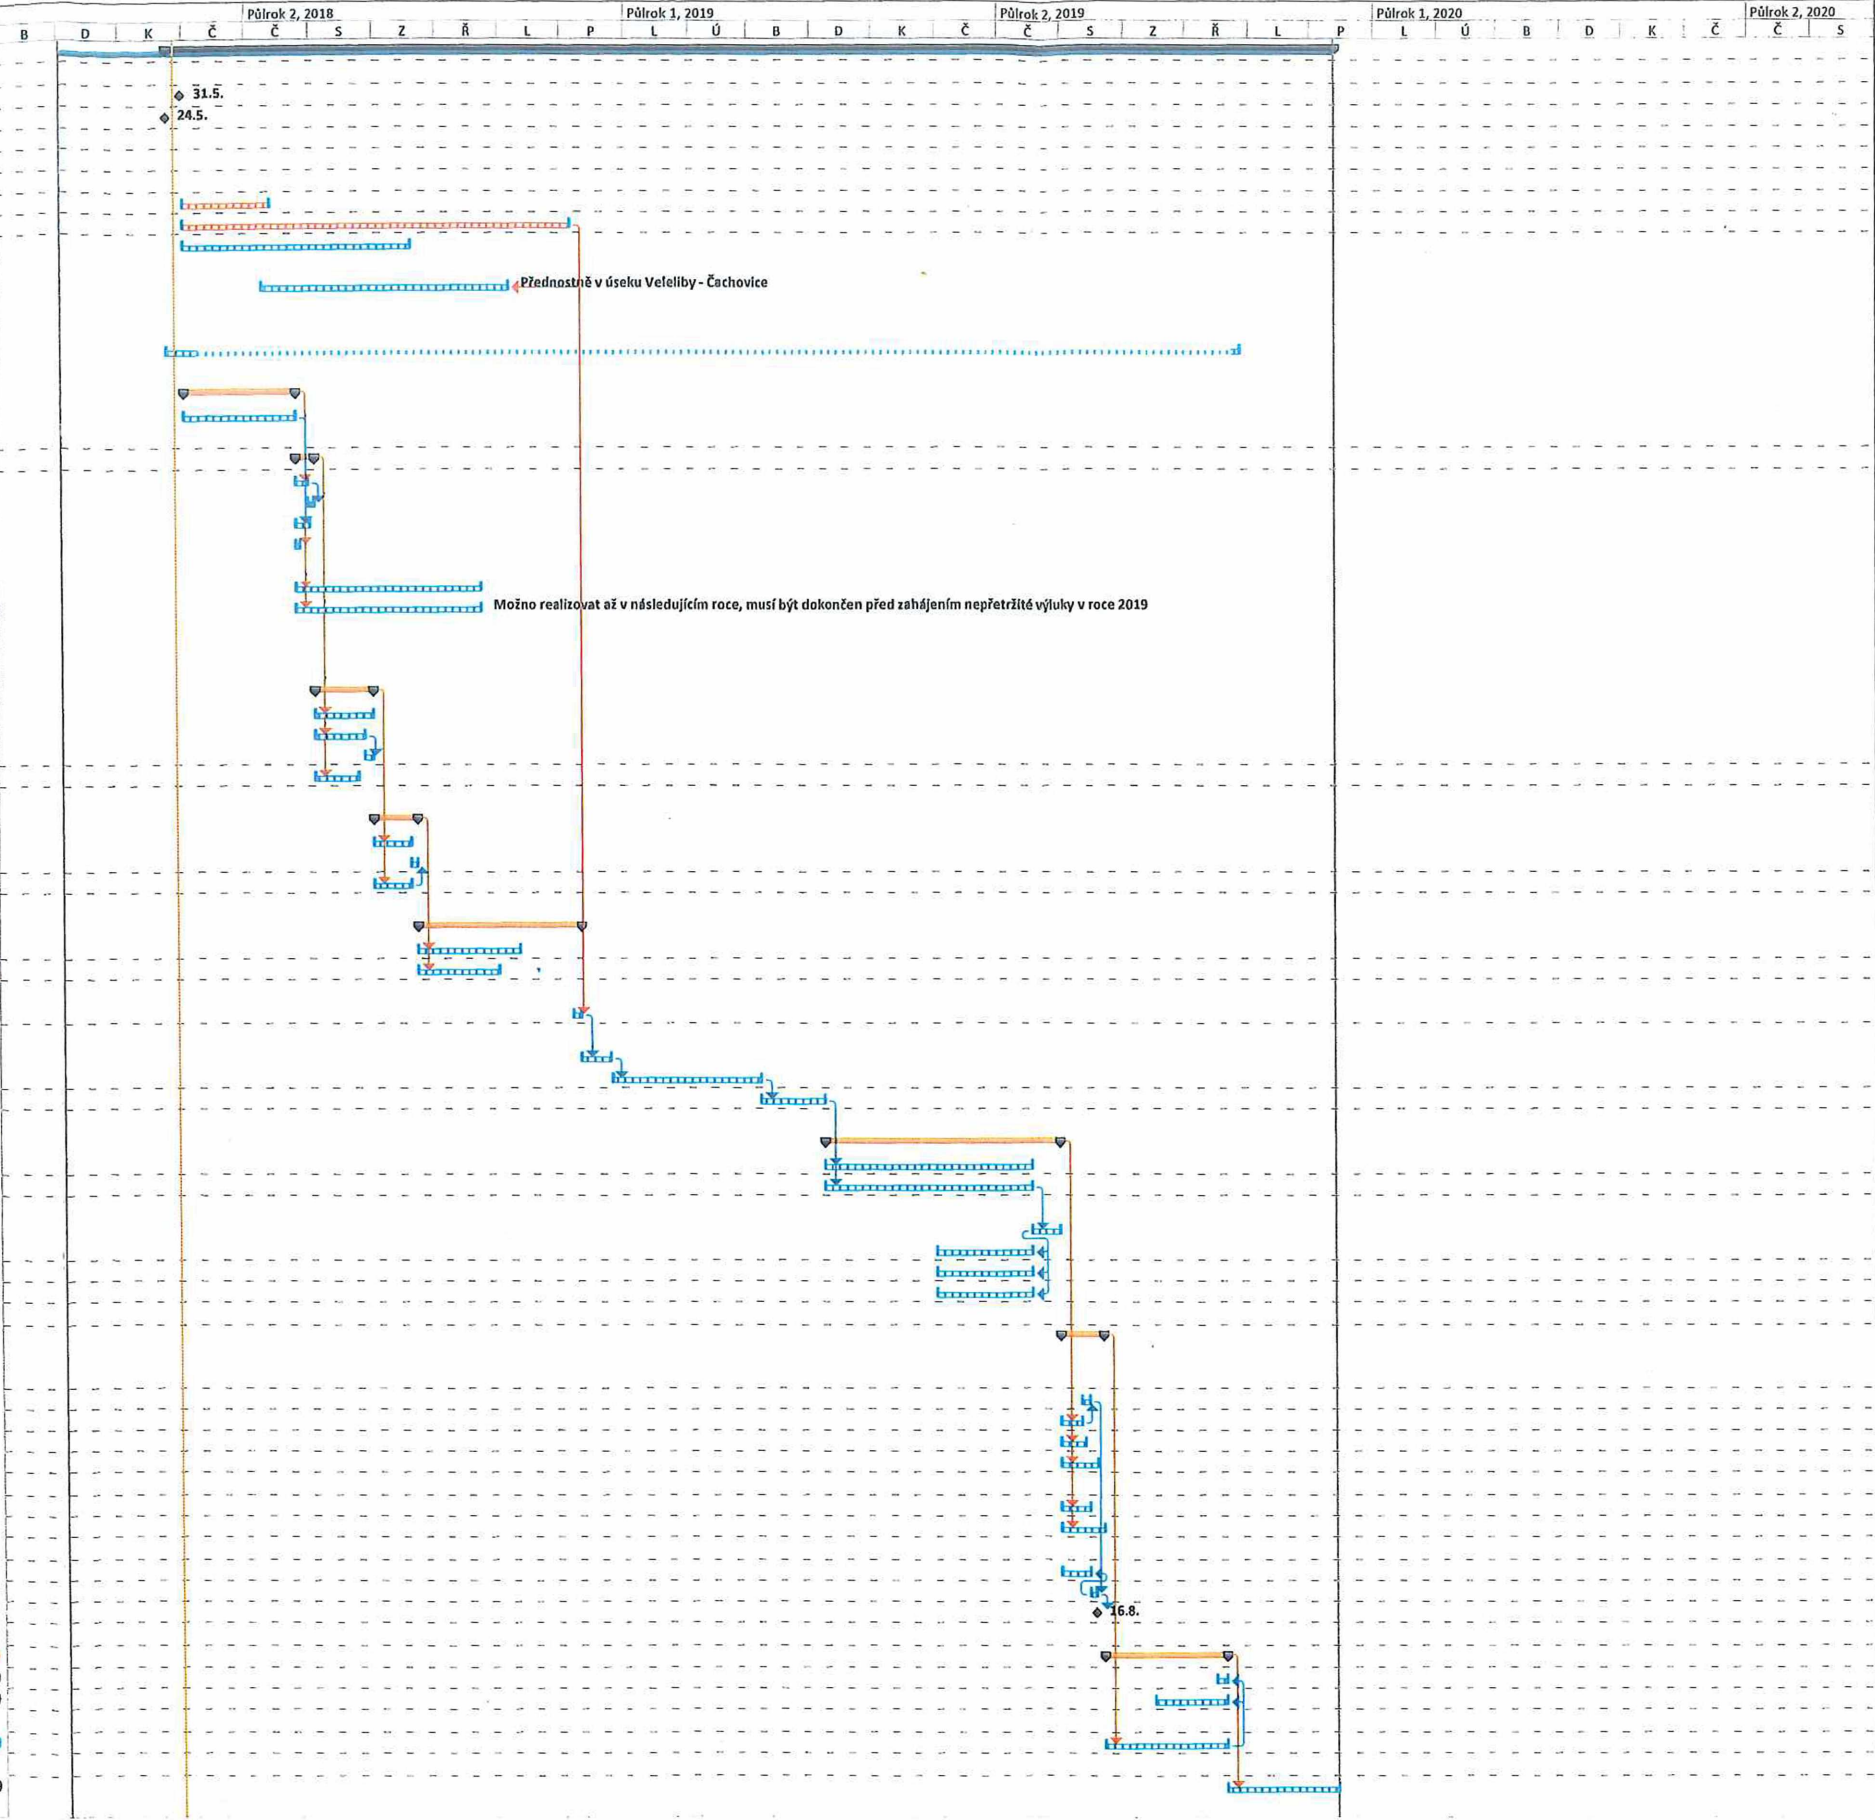 Půlrok 2, 2018 Půlrok 1, 2019 Půlrok 2, 2019 Půlrok 1, 2020 Půlrok 2, 2020
B D K Č Č S Z Ř L P L Ú B D K Č Č S Z Ř L P L Ú B D K Č Č S
31.5.
24.5.
Přednostně v úseku Veleliby - Čachovice
Možno realizovat až v následujícím roce, musí být dokončen před zahájením nepřetržité výluky v roce 2019
16.8.